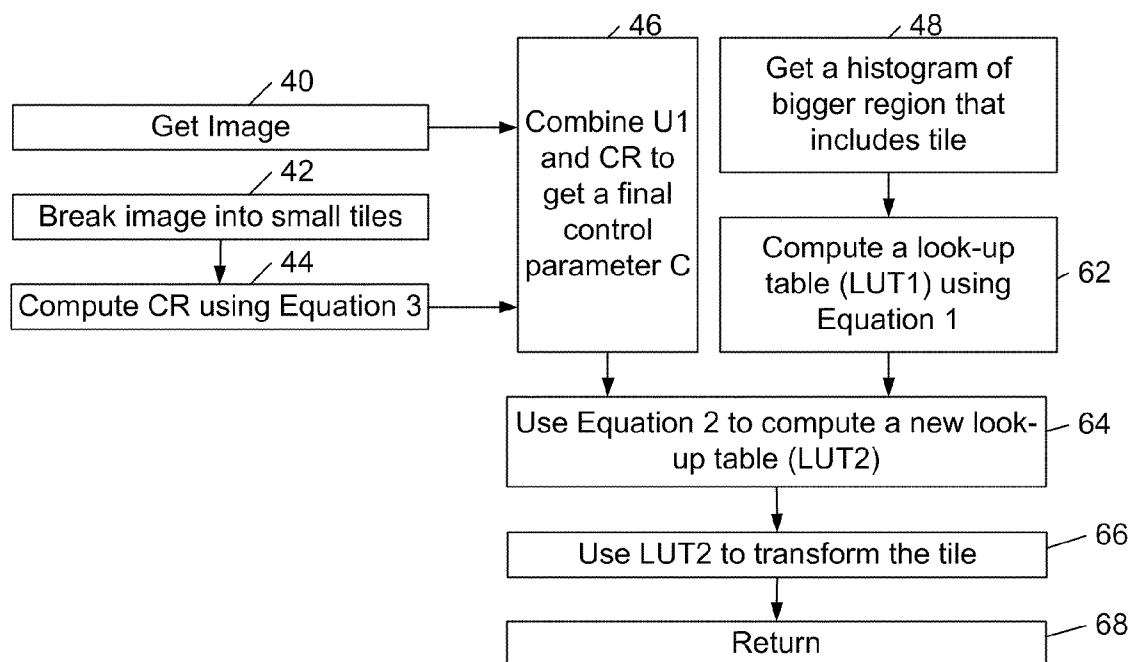 40
Get Image
42
Break image into small tiles
44
Compute CR using Equation 3
46
Combine U1
and CR to
get a final
control
parameter C
48
Get a histogram of
bigger region that
includes tile
Compute a look-up
table (LUT1) using
Equation 1
62
Use Equation 2 to compute a new look-
up table (LUT2)
64
Use LUT2 to transform the tile
66
Return
68